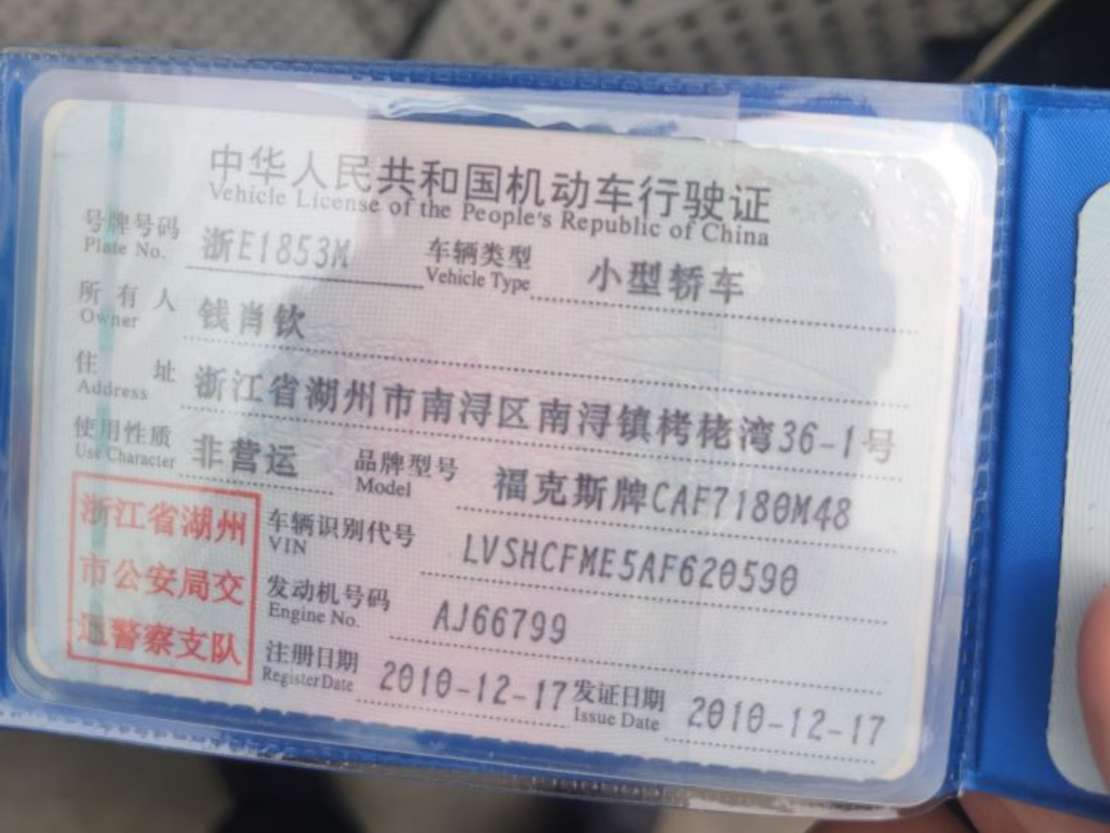 中华人民共和国机动车行驶证
Vehicle License of the People's Republic of China
号牌号码 浙E1853M 车辆类型 小型轿车
Plate No. Vehicle Type
所有人 钱肖钦
Owner
住址 浙江省湖州市南浔区南浔镇栲栳湾36-1号
Address
使用性质 非营运 品牌型号 福克斯牌CAF7180M48
Use Character Model
浙江省湖州
市公安局交
通警察支队
车辆识别代号 LVSHCFME5AF620590
VIN
发动机号码 AJ66799
Engine No.
注册日期 2010-12-17 发证日期 2010-12-17
Register Date Issue Date